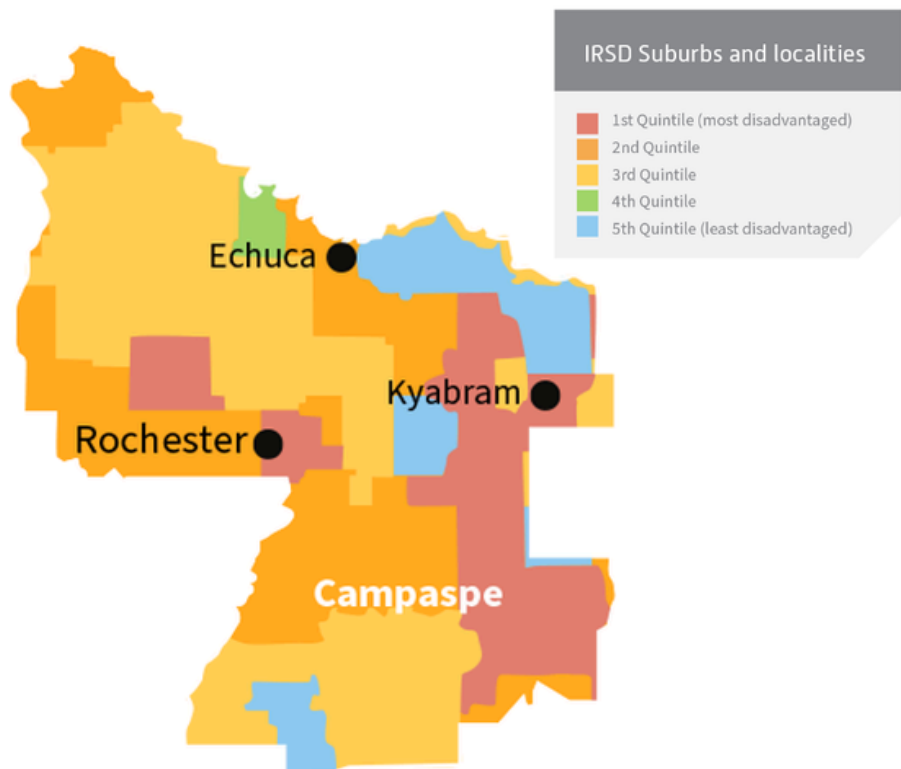 IRSD Suburbs and localities
1st Quintile (most disadvantaged)
2nd Quintile
3rd Quintile
4th Quintile
5th Quintile (least disadvantaged)
Echuca
Kyabram
Rochester
Campaspe